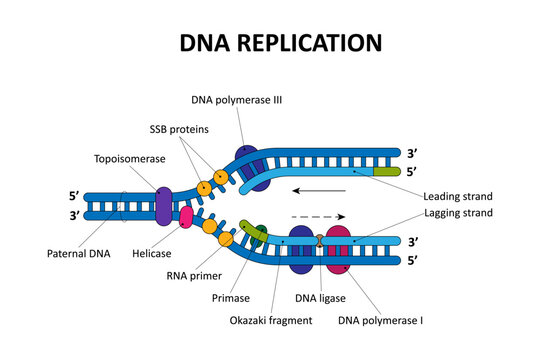 DNA REPLICATION
DNA polymerase III
SSB proteins
Topoisomerase
3’
5’
5’
3’
Leading strand
Lagging strand
3’
5’
Paternal DNA
Helicase
RNA primer
Primase
DNA ligase
Okazaki fragment
DNA polymerase I